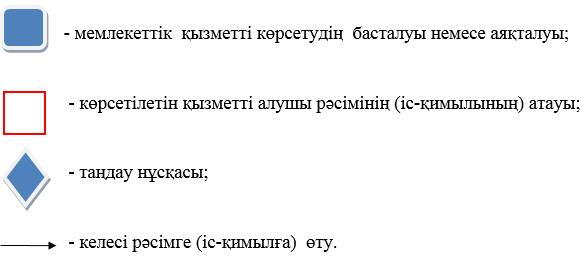 - мемлекеттік қызметті көрсетудің басталуы немесе аяқталуы;
- көрсетілетін қызметті алушы рәсімінің (іс-қимылының) атауы;
- тандау нұсқасы;
- келесі рәсімге (іс-қимылға) өту.